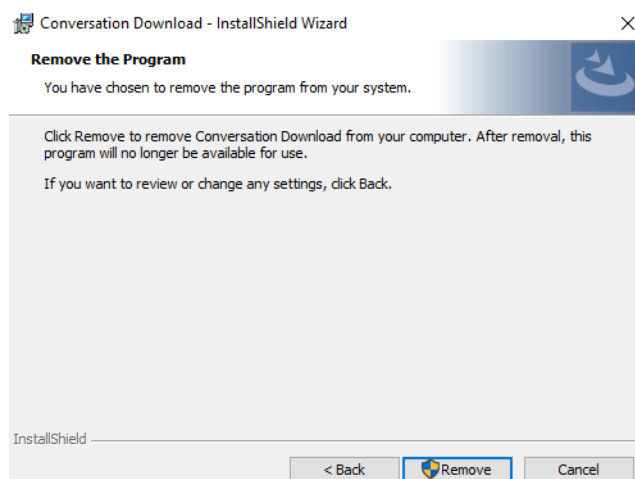 Conversation Download - InstallShield Wizard
Remove the Program
You have chosen to remove the program from your system.
Click Remove to remove Conversation Download from your computer. After removal, this
program will no longer be available for use.
If you want to review or change any settings, click Back.
InstallShield
< Back
Remove
Cancel